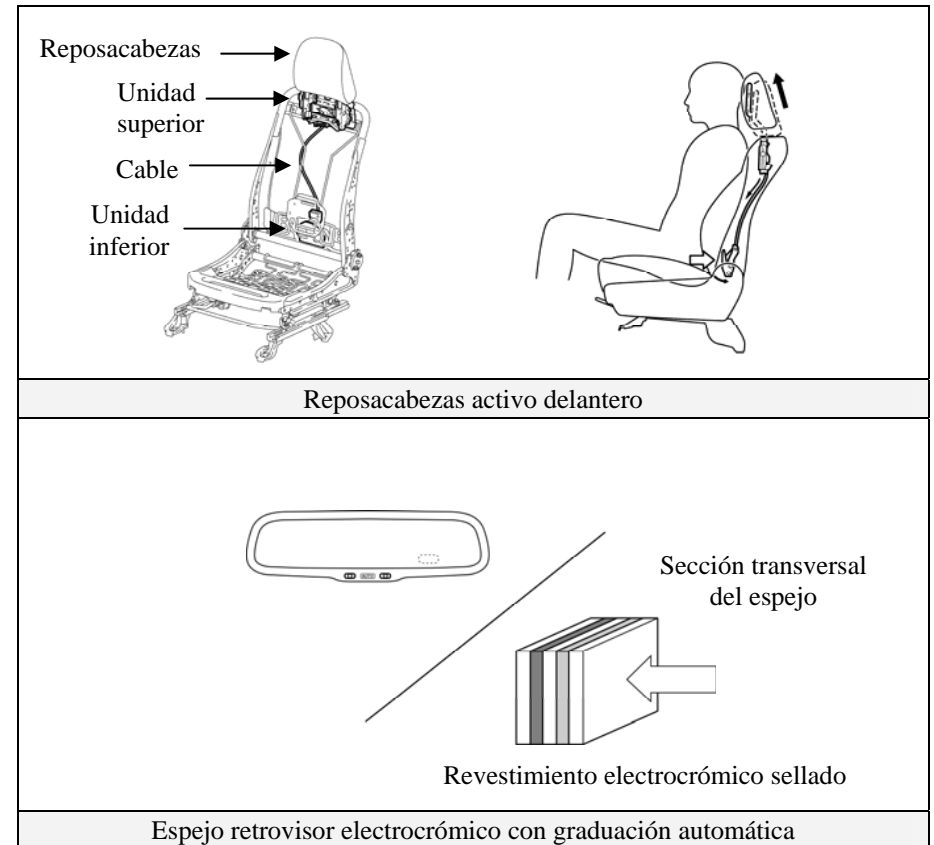 Reposacabezas
Unidad
superior
Cable
Unidad
inferior
Reposacabezas activo delantero
Sección transversal
del espejo
Revestimiento electrocrómico sellado
Espejo retrovisor electrocrómico con graduación automática